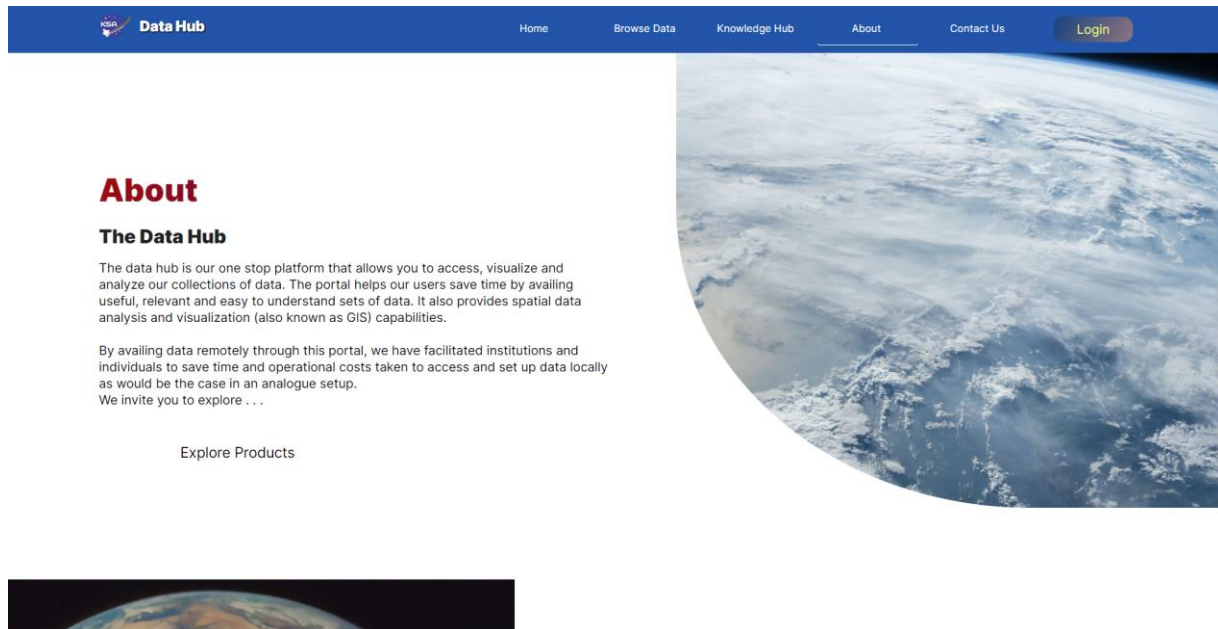 KSA
Data Hub
Home
Browse Data
Knowledge Hub
About
Contact Us
Login
About
The Data Hub
The data hub is our one stop platform that allows you to access, visualize and
analyze our collections of data. The portal helps our users save time by availing
useful, relevant and easy to understand sets of data. It also provides spatial data
analysis and visualization (also known as GIS) capabilities.
By availing data remotely through this portal, we have facilitated institutions and
individuals to save time and operational costs taken to access and set up data locally
as would be the case in an analogue setup.
We invite you to explore . . .
Explore Products